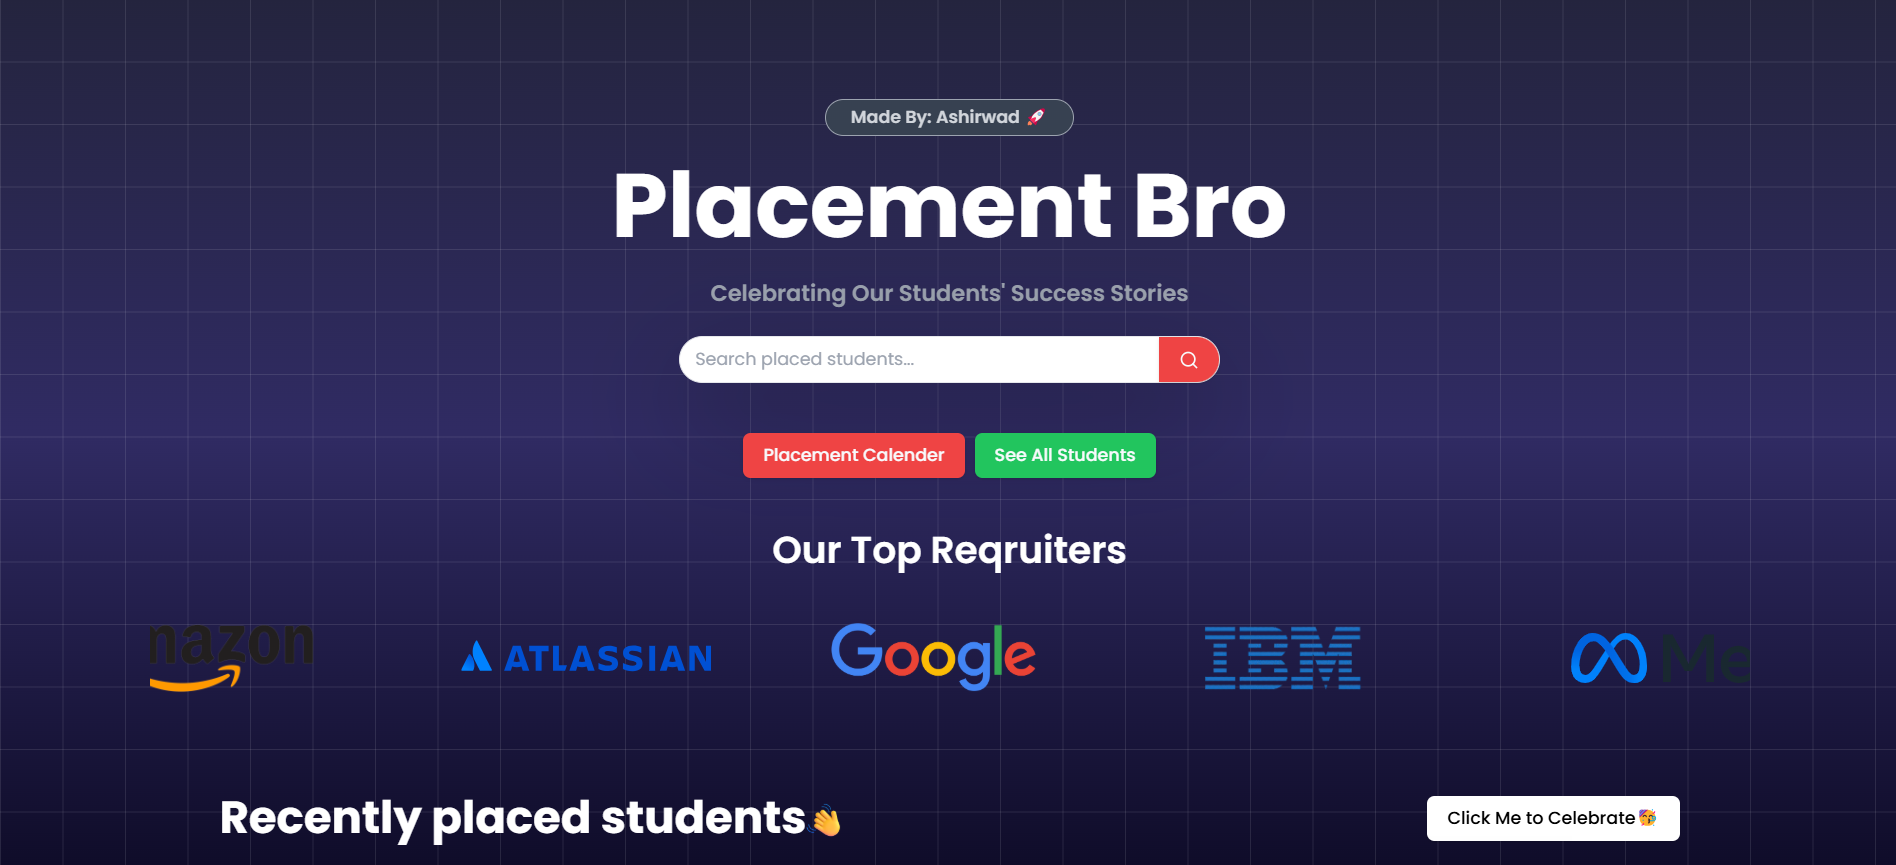 Made By: Ashirwad 🚀
Placement Bro
Celebrating Our Students' Success Stories
Search placed students...
Placement Calender
See All Students
Our Top Reqruiters
nazon
ATLASSIAN
Google
IBM
Me
Recently placed students👋
Click Me to Celebrate🥳